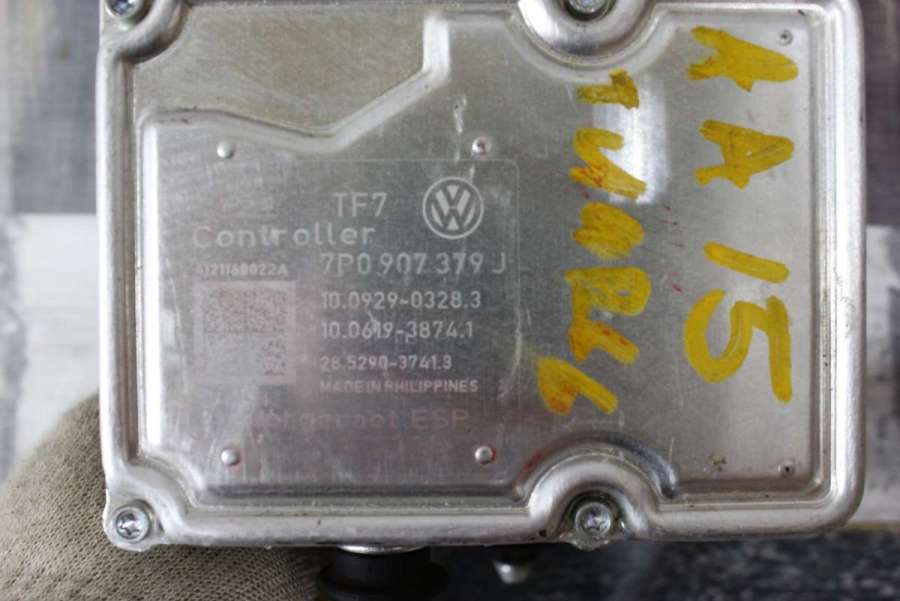 TF7
Controller
7P0 907 379 J
10.0929-0328.3
10.0619-3874.1
28.5290-3741.3
MADE IN PHILIPPINES
ESP
AA15